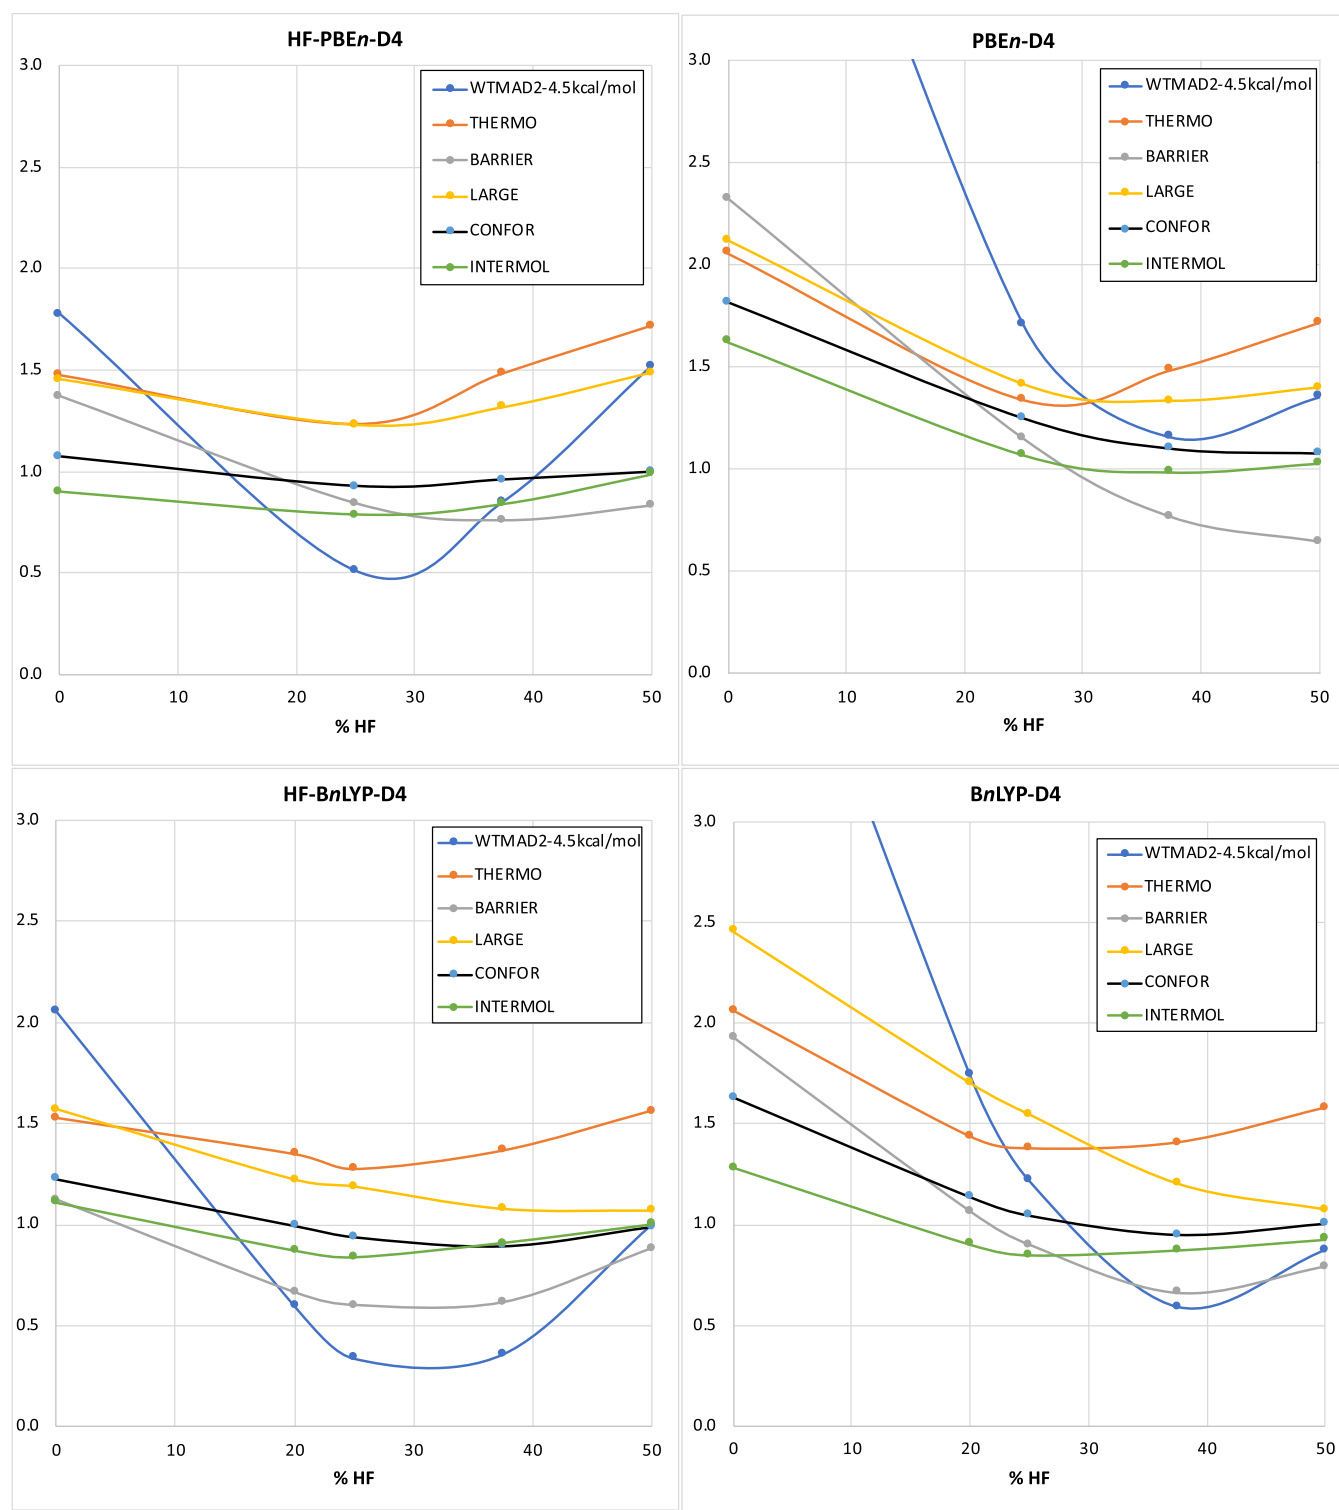 HF-PBEn-D4
3.0
2.5
2.0
1.5
1.0
0.5
0.0
WTMAD2-4.5kcal/mol
THERMO
BARRIER
LARGE
CONFOR
INTERMOL
0 10 20 30 40 50
% HF
PBEn-D4
3.0
2.5
2.0
1.5
1.0
0.5
0.0
WTMAD2-4.5kcal/mol
THERMO
BARRIER
LARGE
CONFOR
INTERMOL
0 10 20 30 40 50
% HF
HF-BnLYP-D4
3.0
2.5
2.0
1.5
1.0
0.5
0.0
WTMAD2-4.5kcal/mol
THERMO
BARRIER
LARGE
CONFOR
INTERMOL
0 10 20 30 40 50
% HF
BnLYP-D4
3.0
2.5
2.0
1.5
1.0
0.5
0.0
WTMAD2-4.5kcal/mol
THERMO
BARRIER
LARGE
CONFOR
INTERMOL
0 10 20 30 40 50
% HF